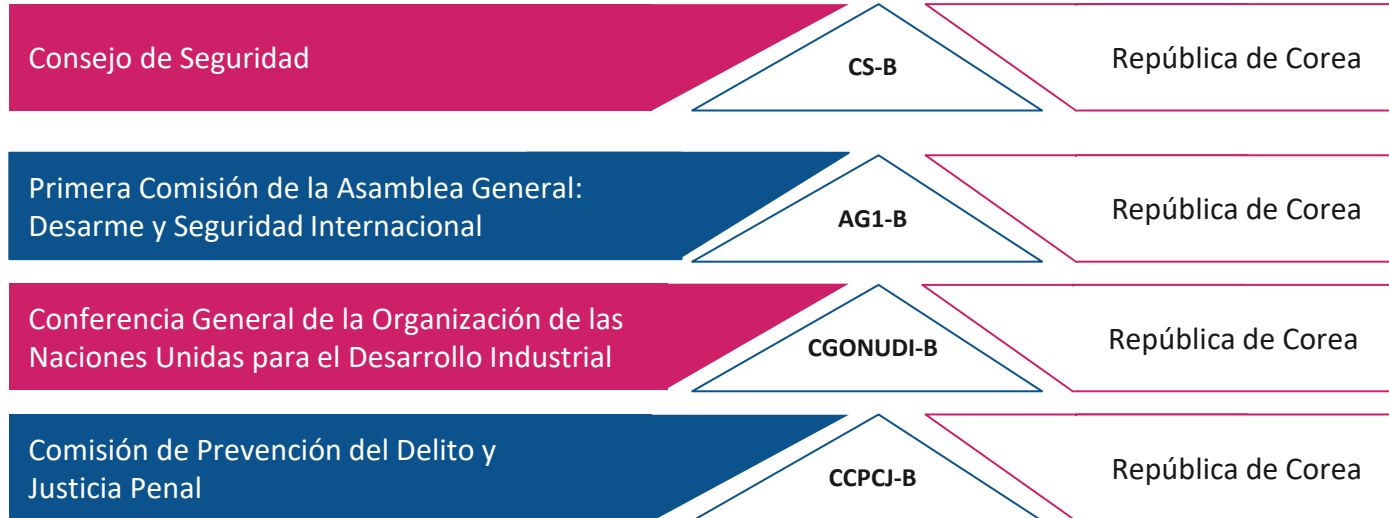 Consejo de Seguridad
CS-B
República de Corea
Primera Comisión de la Asamblea General:
Desarme y Seguridad Internacional
AG1-B
República de Corea
Conferencia General de la Organización de las
Naciones Unidas para el Desarrollo Industrial
CGONUDI-B
República de Corea
Comisión de Prevención del Delito y
Justicia Penal
CCPCJ-B
República de Corea